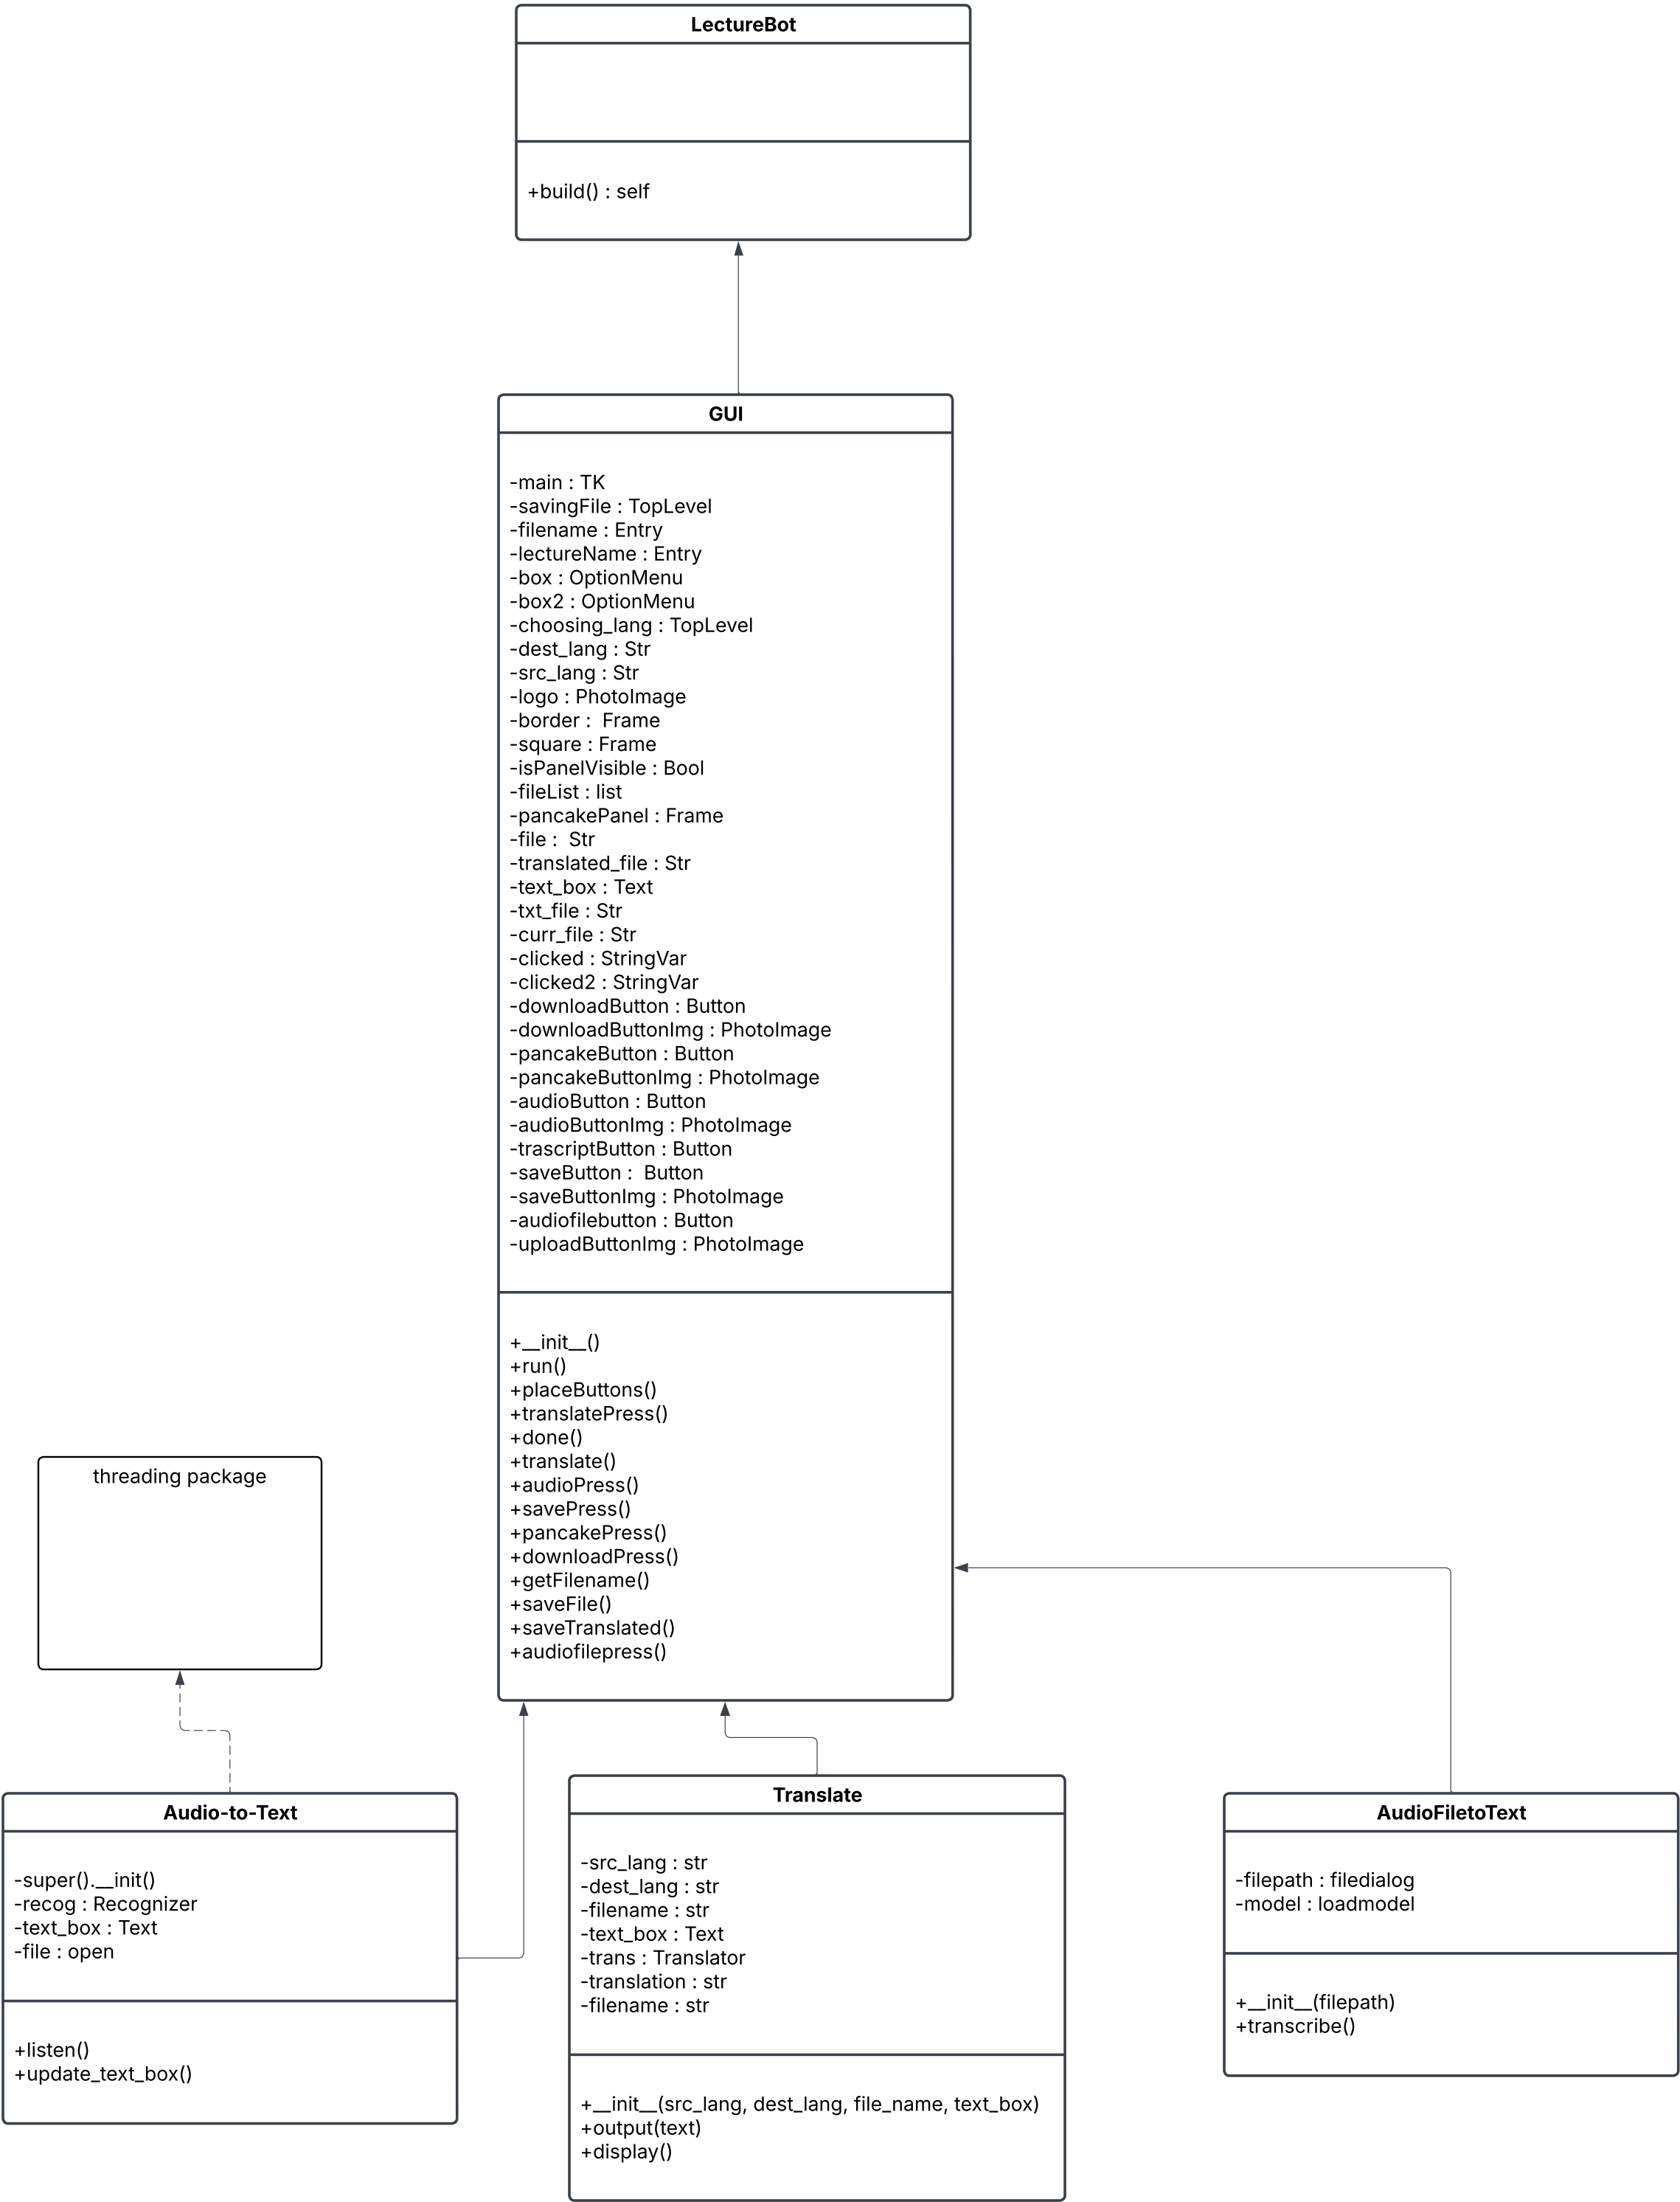 LectureBot
+build() : self
GUI
-main : TK
-savingFile : TopLevel
-filename : Entry
-lectureName : Entry
-box : OptionMenu
-box2 : OptionMenu
-choosing_lang : TopLevel
-dest_lang : Str
-src_lang : Str
-logo : PhotoImage
-border :  Frame
-square : Frame
-isPanelVisible : Bool
-fileList : list
-pancakePanel : Frame
-file :  Str
-translated_file : Str
-text_box : Text
-txt_file : Str
-curr_file : Str
-clicked : StringVar
-clicked2 : StringVar
-downloadButton : Button
-downloadButtonImg : PhotoImage
-pancakeButton : Button
-pancakeButtonImg : PhotoImage
-audioButton : Button
-audioButtonImg : PhotoImage
-trascriptButton : Button
-saveButton :  Button
-saveButtonImg : PhotoImage
-audiofilebutton : Button
-uploadButtonImg : PhotoImage
+__init__()
+run()
+placeButtons()
+translatePress()
+done()
+translate()
+audioPress()
+savePress()
+pancakePress()
+downloadPress()
+getFilename()
+saveFile()
+saveTranslated()
+audiofilepress()
threading package
Audio-to-Text
-super().__init()
-recog : Recognizer
-text_box : Text
-file : open
+listen()
+update_text_box()
Translate
-src_lang : str
-dest_lang : str
-filename : str
-text_box : Text
-trans : Translator
-translation : str
-filename : str
+__init__(src_lang, dest_lang, file_name, text_box)
+output(text)
+display()
AudioFiletoText
-filepath : filedialog
-model : loadmodel
+__init__(filepath)
+transcribe()